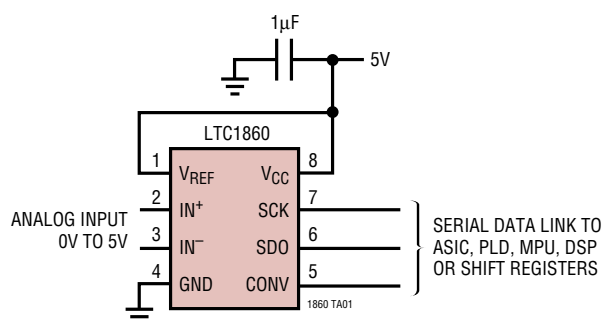 1μF
5V
LTC1860
1 VREF VCC 8
2 IN+ SCK 7
3 IN– SDO 6
4 GND CONV 5
ANALOG INPUT
0V TO 5V
SERIAL DATA LINK TO
ASIC, PLD, MPU, DSP
OR SHIFT REGISTERS
1860 TA01